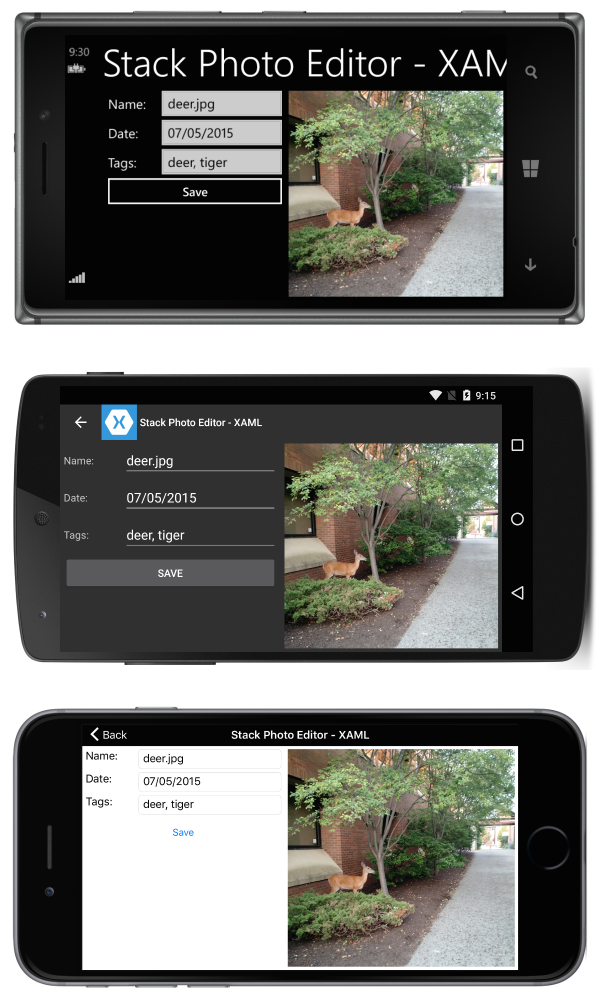 9:30
Stack Photo Editor - XAM
Name: deer.jpg
Date: 07/05/2015
Tags: deer, tiger
Save
9:15
X Stack Photo Editor - XAML
Name: deer.jpg
Date: 07/05/2015
Tags: deer, tiger
SAVE
Back Stack Photo Editor - XAML
Name: deer.jpg
Date: 07/05/2015
Tags: deer, tiger
Save